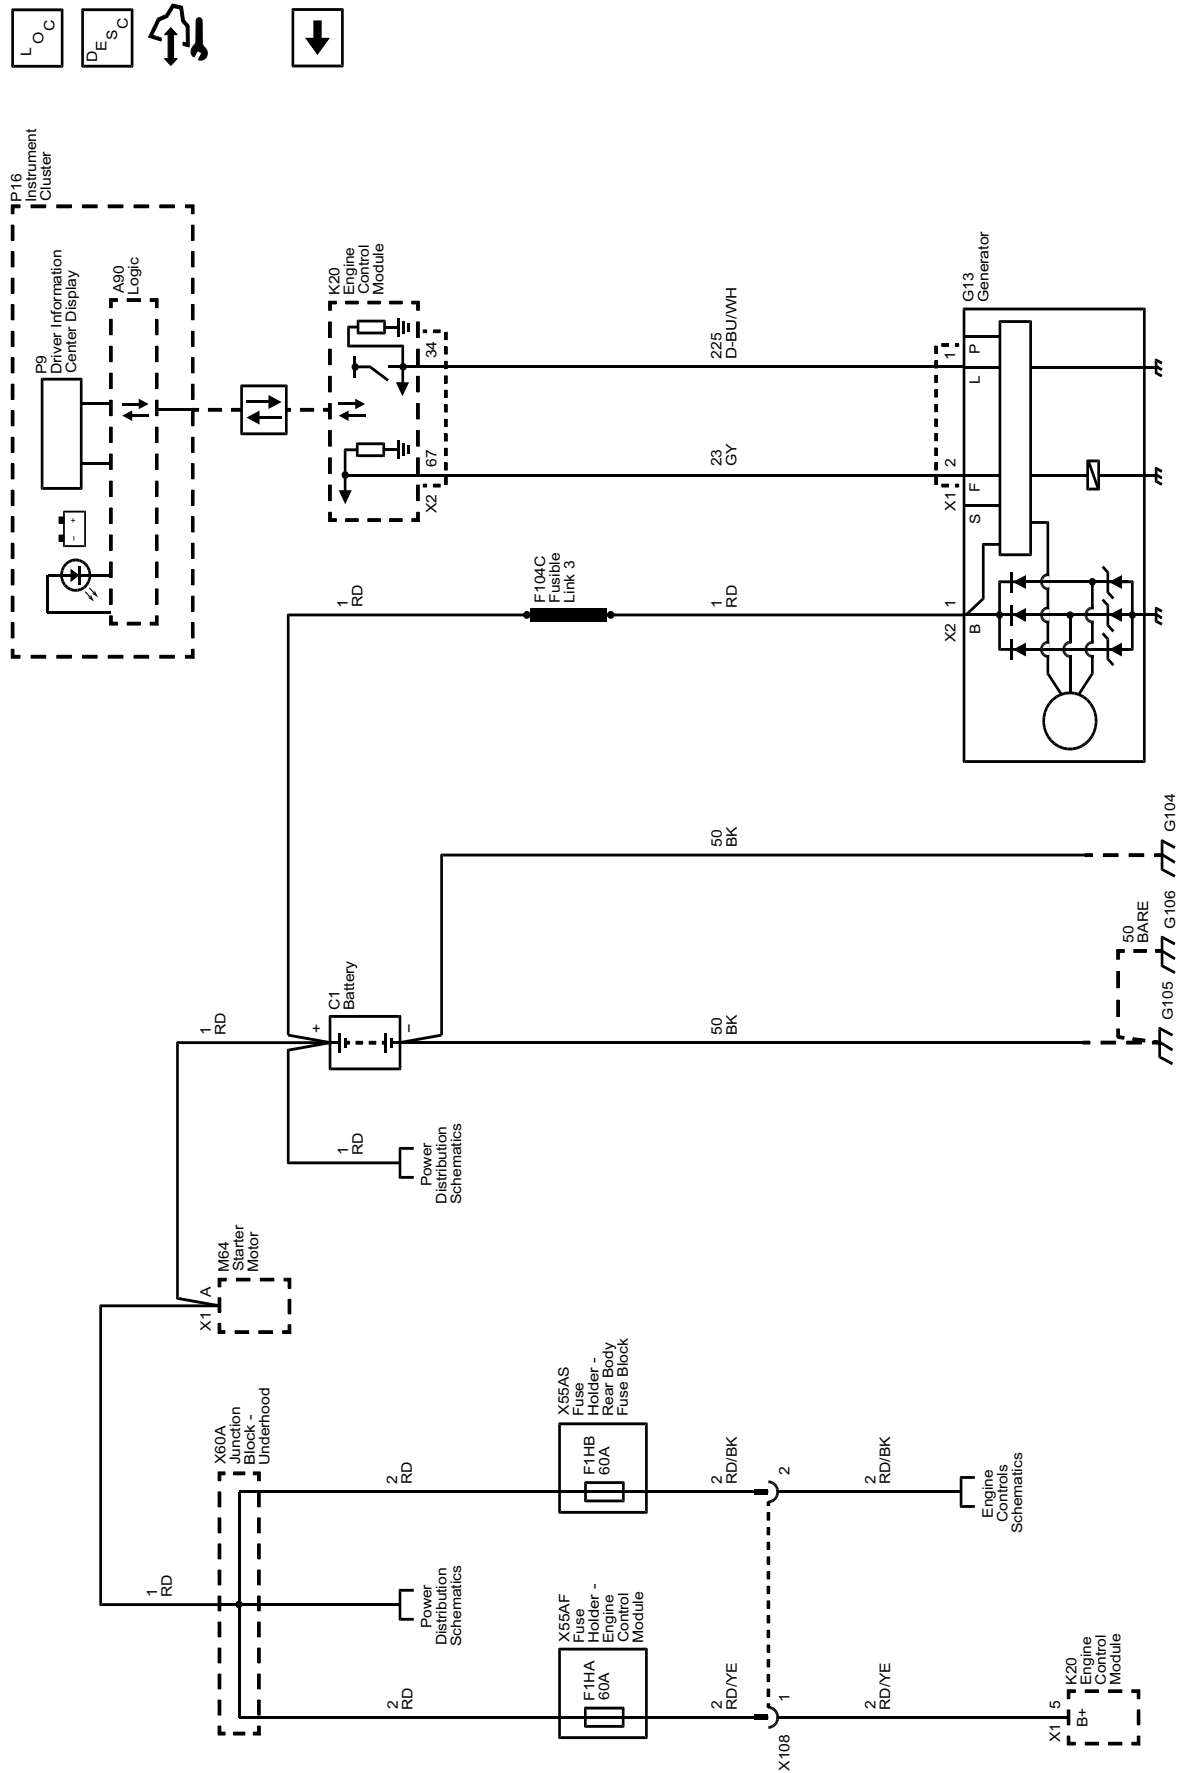 LOC
DESC
P16
Instrument
Cluster
P9
Driver Information
Center Display
A90
Logic
- +
K20
Engine
Control
Module
X2
67
34
1
RD
F104C
Fusible
Link 3
1
RD
23
GY
225
D-BU/WH
G13
Generator
X2
1
X1
2
1
B
S
F
L
P
1
RD
C1
Battery
+
–
1
RD
Power
Distribution
Schematics
50
BK
50
BK
50
BARE
G105
G106
G104
M64
Starter
Motor
X1
A
1
RD
X60A
Junction
Block -
Underhood
2
RD
2
RD
Power
Distribution
Schematics
X55AF
Fuse
Holder -
Engine
Control
Module
F1HA
60A
X55AS
Fuse
Holder -
Rear Body
Fuse Block
F1HB
60A
2
RD/YE
2
RD/BK
X108
1
2
2
RD/YE
2
RD/BK
Engine
Controls
Schematics
X1
5
B+
K20
Engine
Control
Module